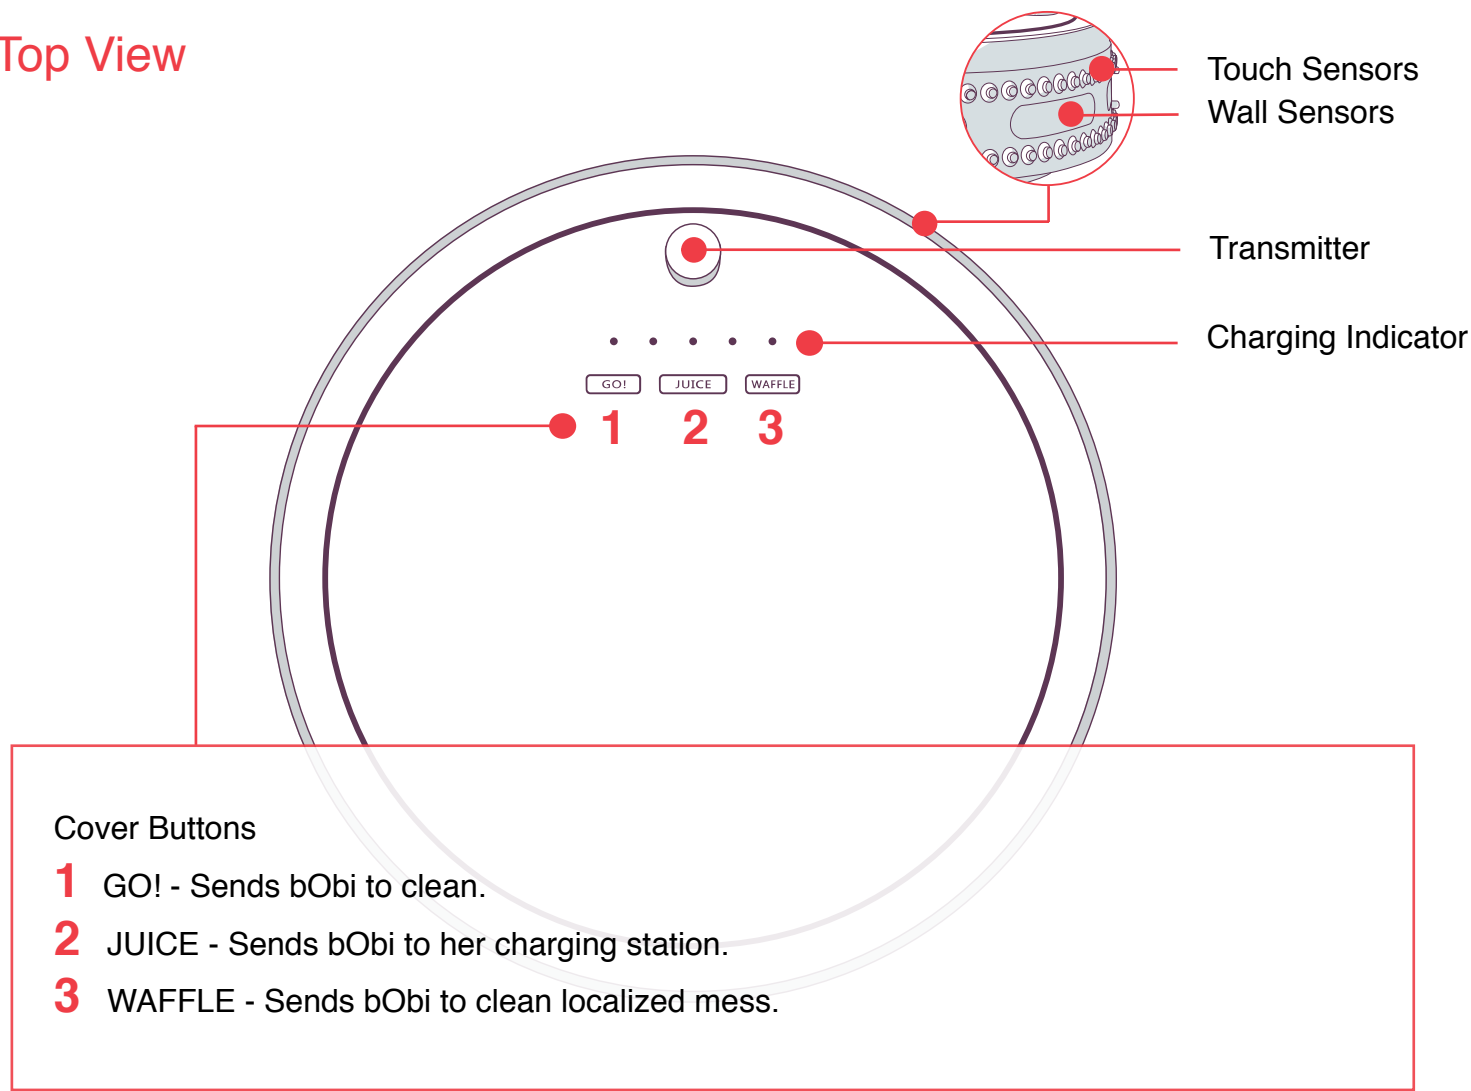 Top View
Touch Sensors
Wall Sensors
Transmitter
Charging Indicator
GO! JUICE WAFFLE
1 2 3
Cover Buttons
1 GO! - Sends bObi to clean.
2 JUICE - Sends bObi to her charging station.
3 WAFFLE - Sends bObi to clean localized mess.